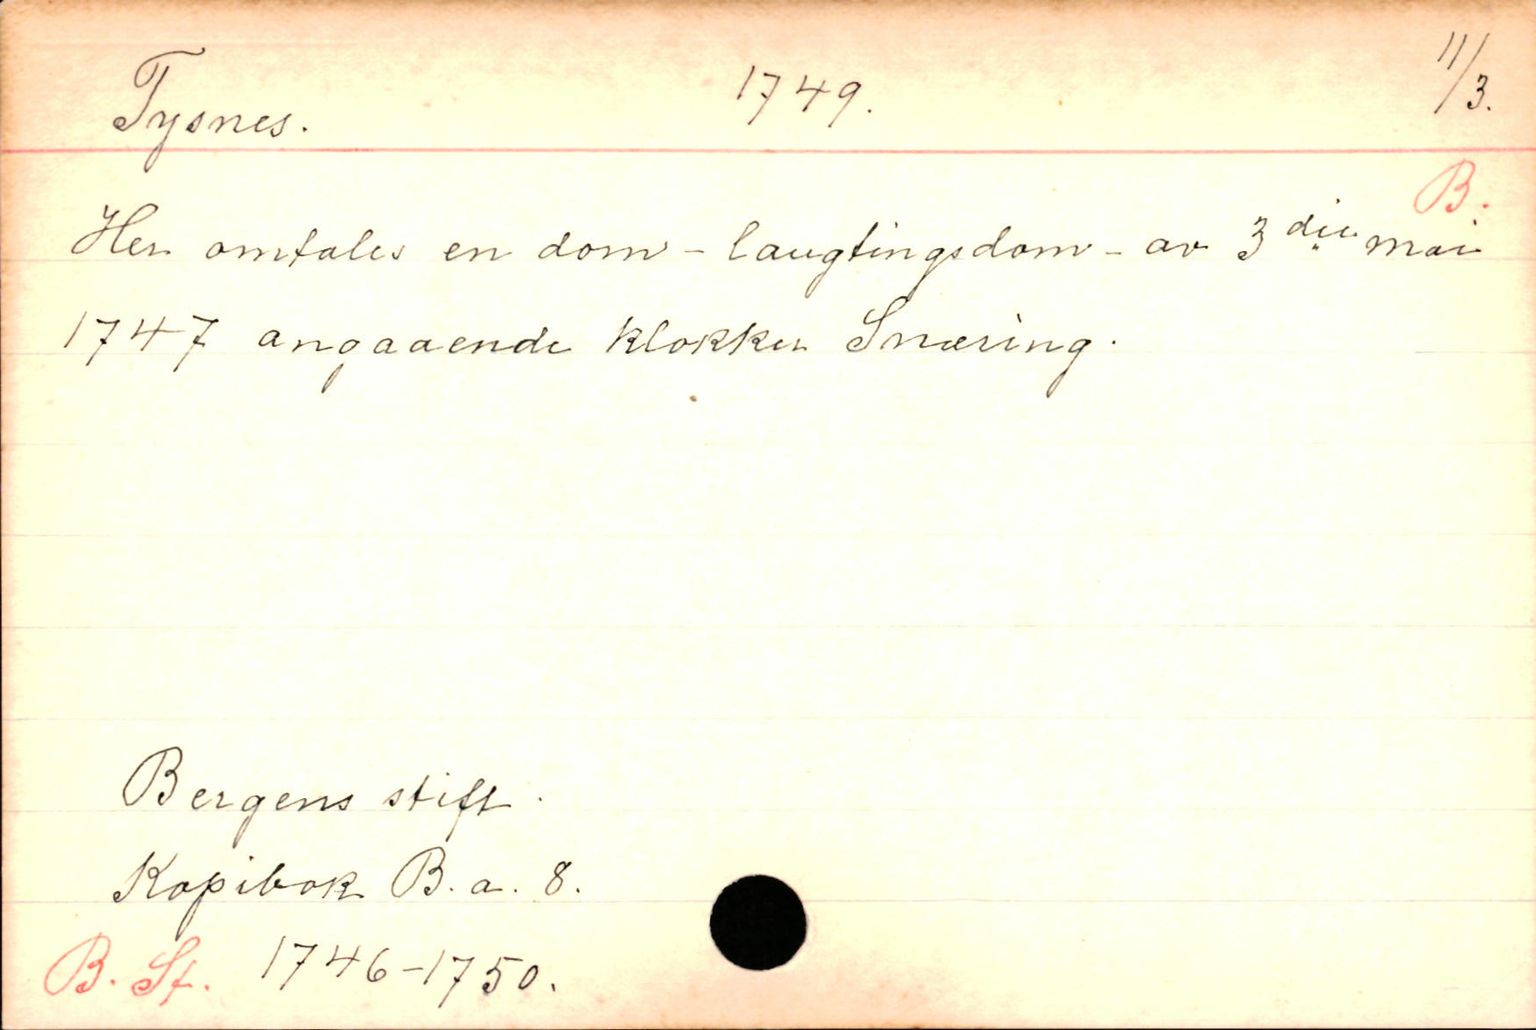 Tysnes. 1749. 11/3.
B.
Her omtales en dom - laugtingsdom - av 3die mai
1747 angaaende klokker Snæring.
Bergens stift.
Kopibok B. a. 8.
B. St. 1746-1750.